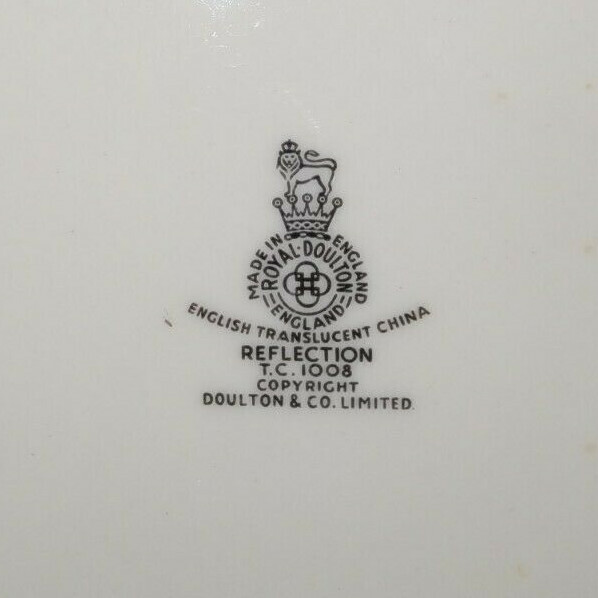 MADE IN ENGLAND
ROYAL·DOULTON
ENGLAND
ENGLISH TRANSLUCENT CHINA
REFLECTION
T.C. 1008
COPYRIGHT
DOULTON & CO. LIMITED.